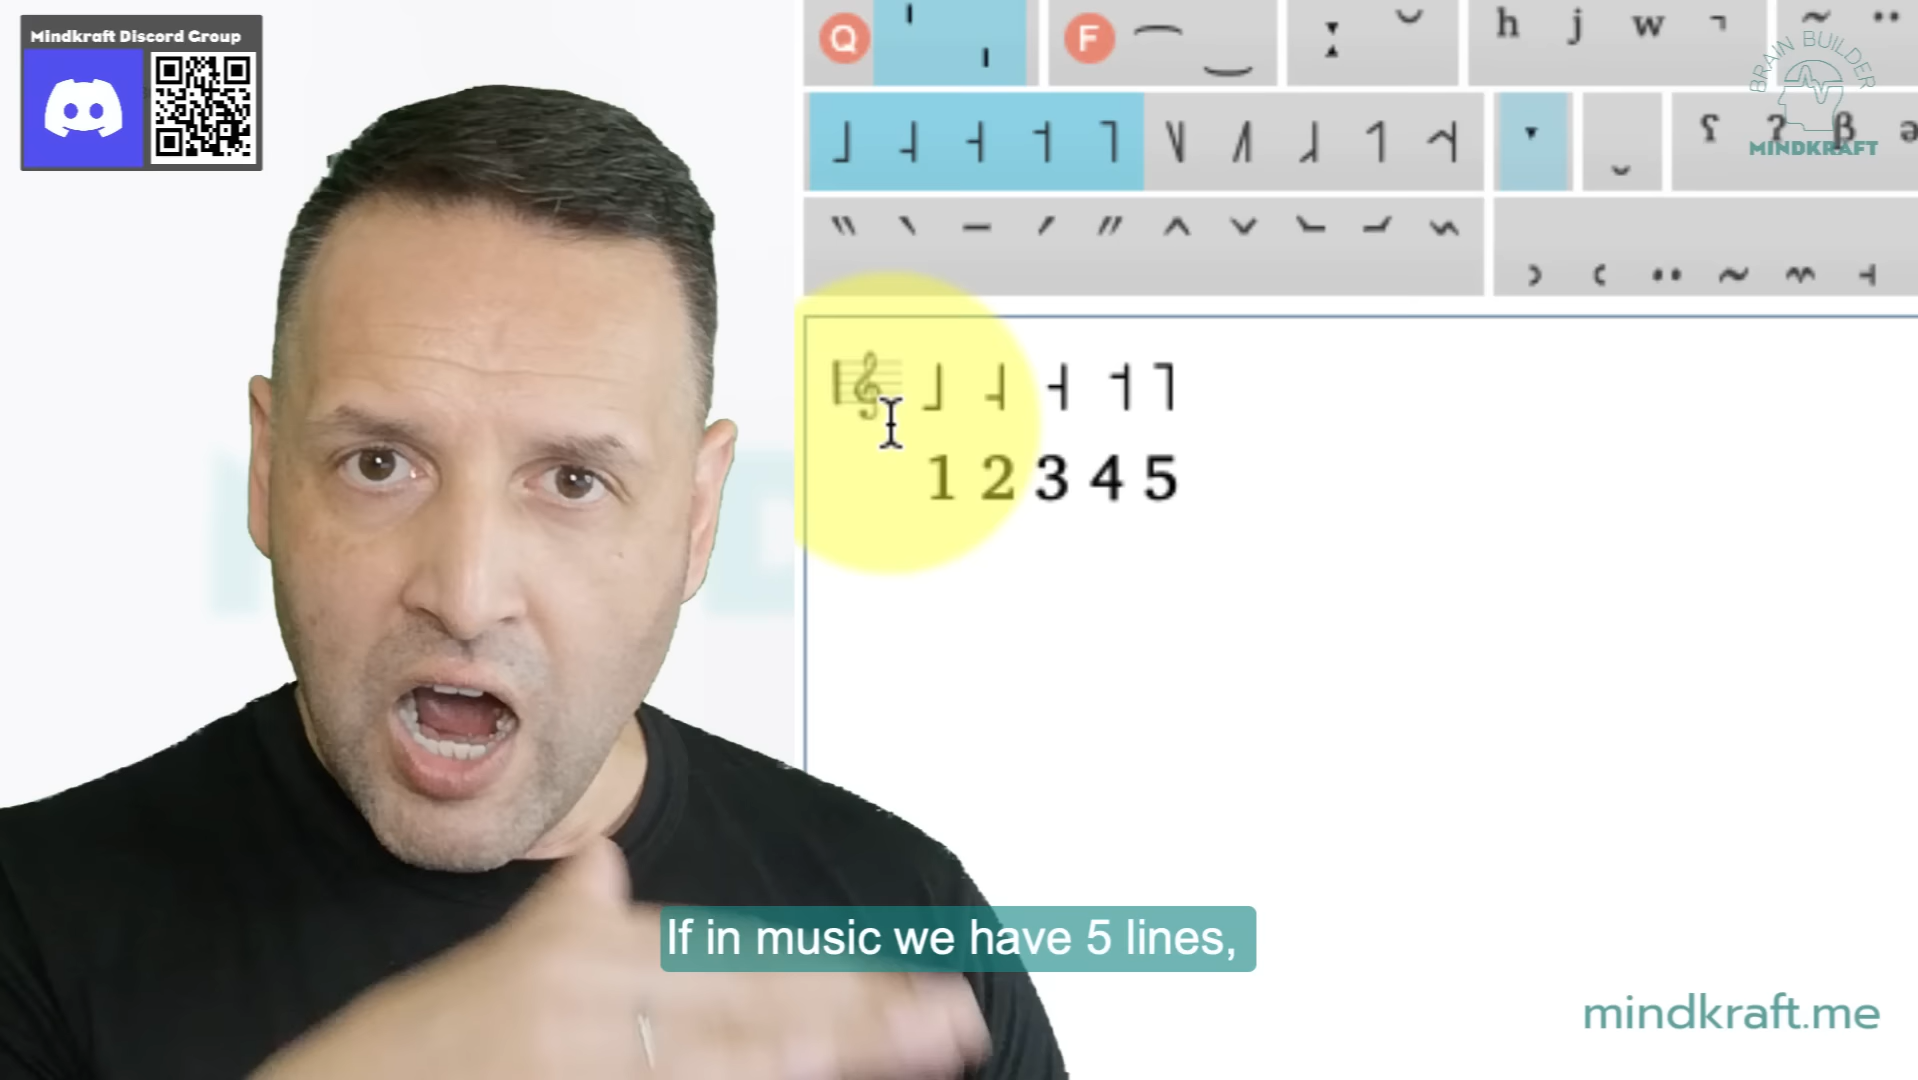 Mindkraft Discord Group
Q ˈ ˌ F ͡ ͜ ̆ h j w ̚ ̃ ̈
˩ ˨ ˧ ˦ ˥ ʕ ʔ β ə
BRAIN BUILDER
MINDKRAFT
˩ ˨ ˧ ˦ ˥
1 2 3 4 5
If in music we have 5 lines,
mindkraft.me